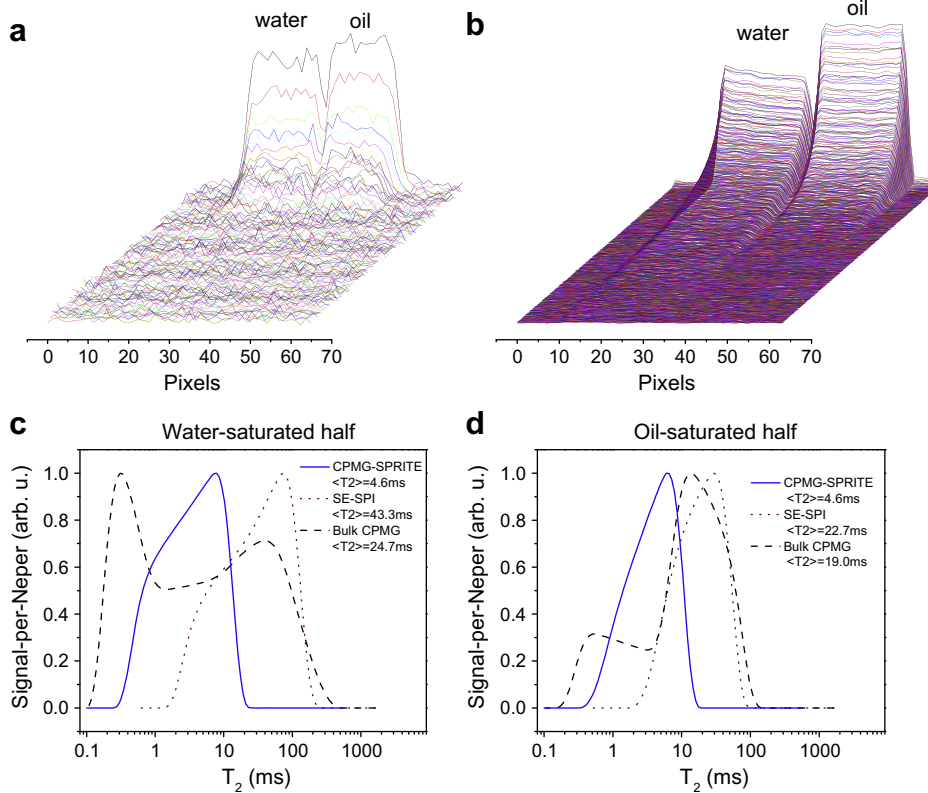 a
water
oil
0 10 20 30 40 50 60 70
Pixels
b
water
oil
0 10 20 30 40 50 60 70
Pixels
c
Water-saturated half
Signal-per-Neper (arb. u.)
1.0
0.8
0.6
0.4
0.2
0.0
CPMG-SPRITE
<T2>=4.6ms
SE-SPI
<T2>=43.3ms
Bulk CPMG
<T2>=24.7ms
0.1 1 10 100 1000
T2 (ms)
d
Oil-saturated half
Signal-per-Neper (arb. u.)
1.0
0.8
0.6
0.4
0.2
0.0
CPMG-SPRITE
<T2>=4.6ms
SE-SPI
<T2>=22.7ms
Bulk CPMG
<T2>=19.0ms
0.1 1 10 100 1000
T2 (ms)